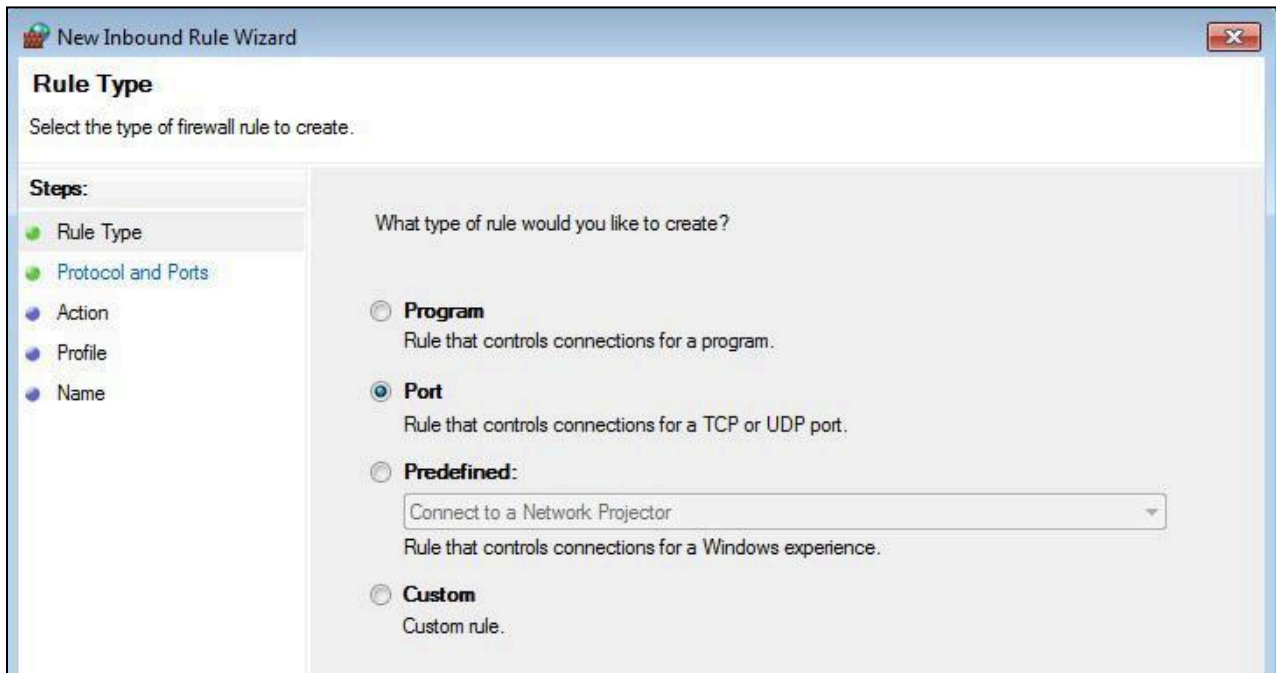 New Inbound Rule Wizard
Rule Type
Select the type of firewall rule to create.
Steps:
Rule Type
Protocol and Ports
Action
Profile
Name
What type of rule would you like to create?
Program
Rule that controls connections for a program.
Port
Rule that controls connections for a TCP or UDP port.
Predefined:
Connect to a Network Projector
Rule that controls connections for a Windows experience.
Custom
Custom rule.